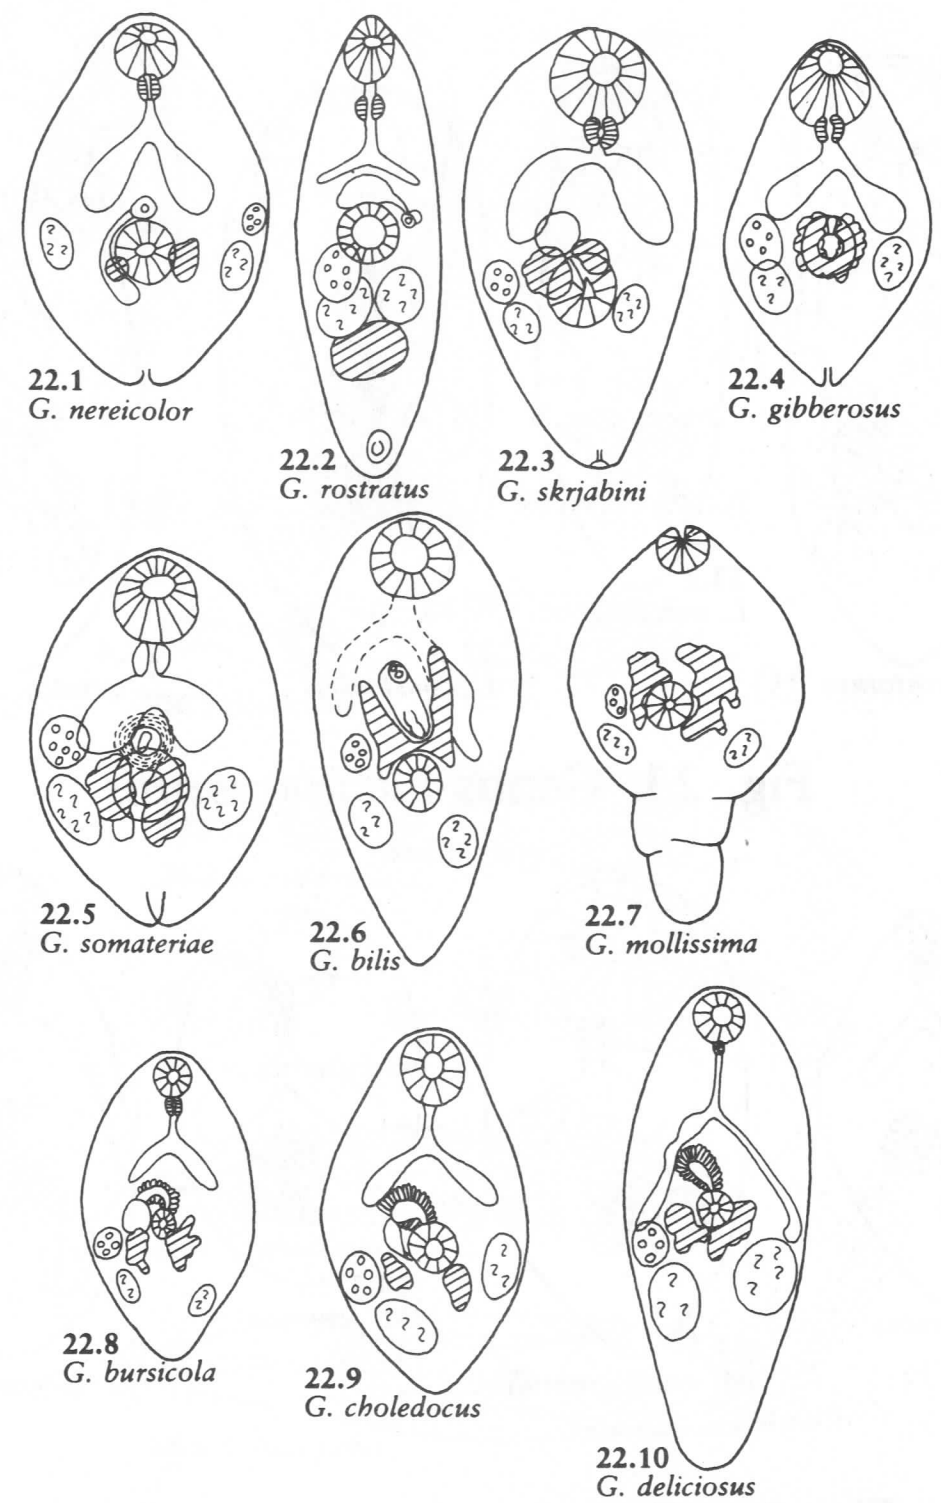 22.1
G. nereicolor
22.2
G. rostratus
22.3
G. skrjabini
22.4
G. gibberosus
22.5
G. somateriae
22.6
G. bilis
22.7
G. mollissima
22.8
G. bursicola
22.9
G. choledocus
22.10
G. deliciosus